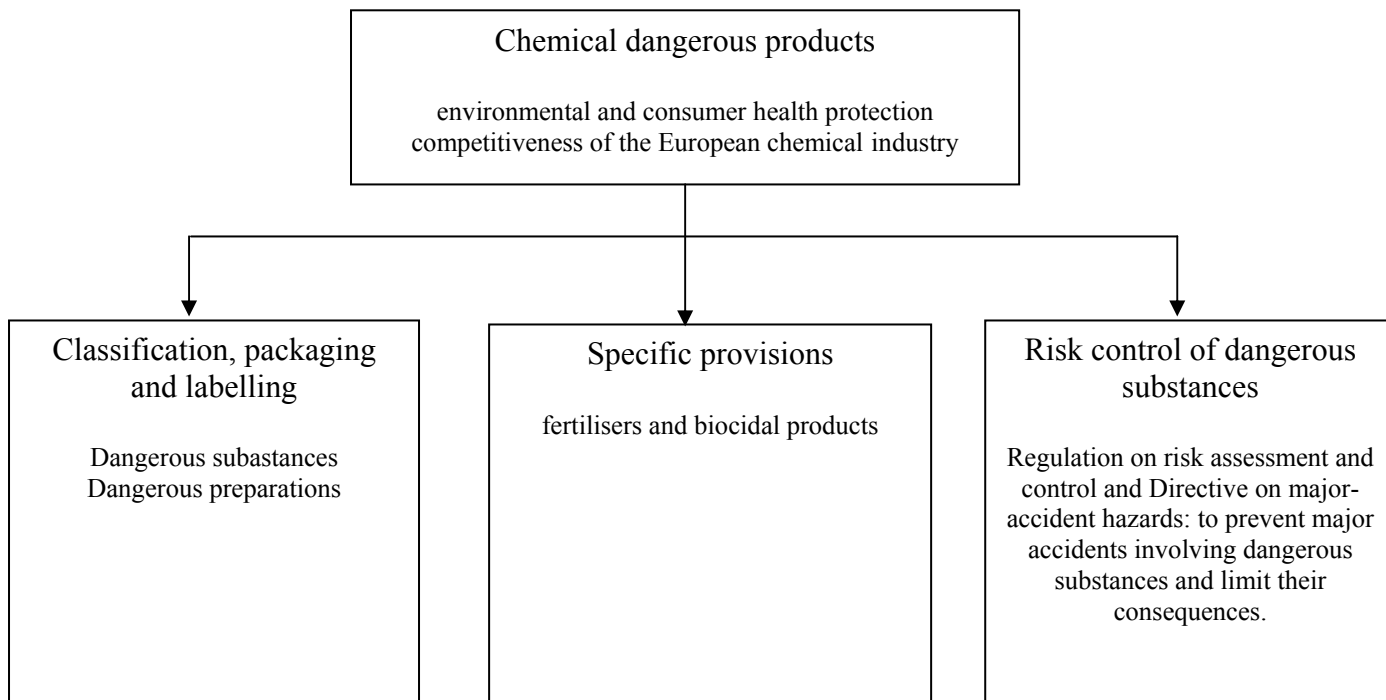 Chemical dangerous products
environmental and consumer health protection
competitiveness of the European chemical industry
Classification, packaging
and labelling
Dangerous subastances
Dangerous preparations
Specific provisions
fertilisers and biocidal products
Risk control of dangerous
substances
Regulation on risk assessment and
control and Directive on major-
accident hazards: to prevent major
accidents involving dangerous
substances and limit their
consequences.